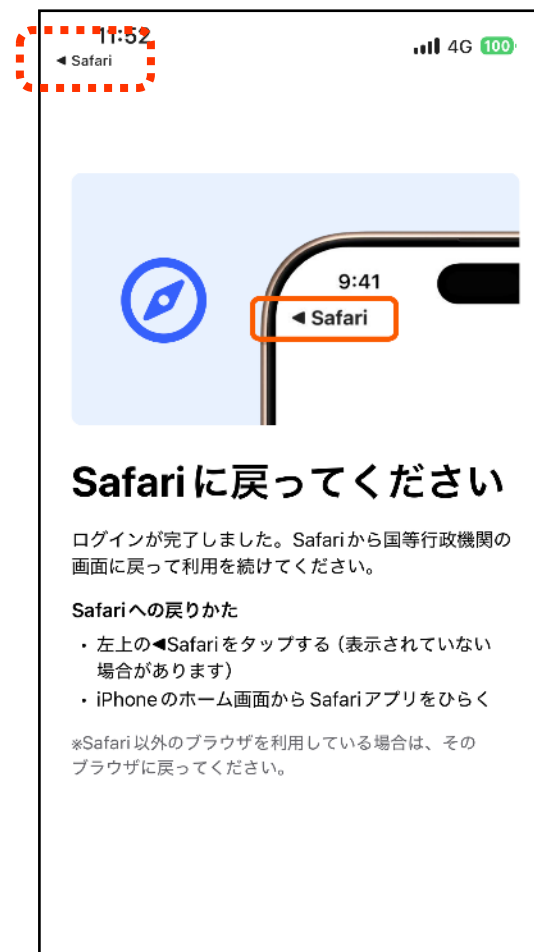 11:52
4G 100
◀ Safari
9:41
◀ Safari
Safariに戻ってください
ログインが完了しました。Safariから国等行政機関の
画面に戻って利用を続けてください。
Safariへの戻りかた
・左上の◀Safariをタップする（表示されていない
場合があります）
・iPhoneのホーム画面からSafariアプリをひらく
※Safari以外のブラウザを利用している場合は、その
ブラウザに戻ってください。